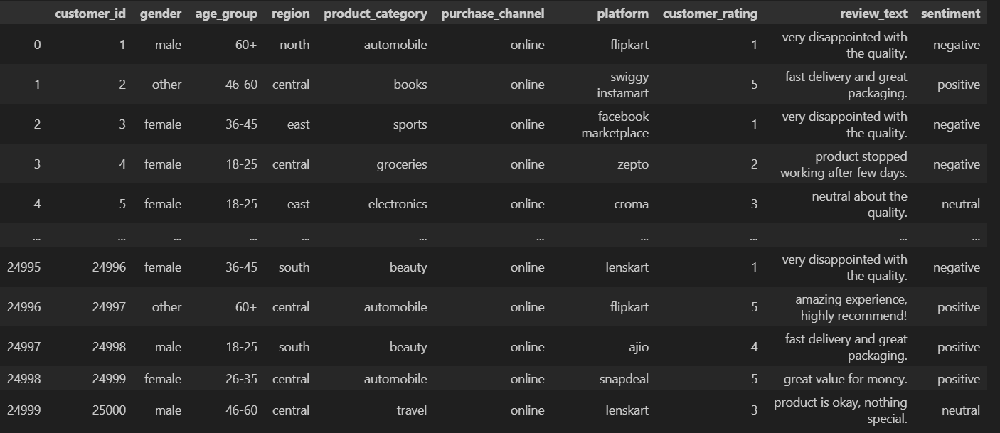 customer_id gender age_group region product_category purchase_channel platform customer_rating review_text sentiment
0 1 male 60+ north automobile online flipkart 1 very disappointed with the quality. negative
1 2 other 46-60 central books online swiggy instamart 5 fast delivery and great packaging. positive
2 3 female 36-45 east sports online facebook marketplace 1 very disappointed with the quality. negative
3 4 female 18-25 central groceries online zepto 2 product stopped working after few days. negative
4 5 female 18-25 east electronics online croma 3 neutral about the quality. neutral
... ... ... ... ... ... ... ... ... ... ...
24995 24996 female 36-45 south beauty online lenskart 1 very disappointed with the quality. negative
24996 24997 other 60+ central automobile online flipkart 5 amazing experience, highly recommend! positive
24997 24998 male 18-25 south beauty online ajio 4 fast delivery and great packaging. positive
24998 24999 female 26-35 central automobile online snapdeal 5 great value for money. positive
24999 25000 male 46-60 central travel online lenskart 3 product is okay, nothing special. neutral